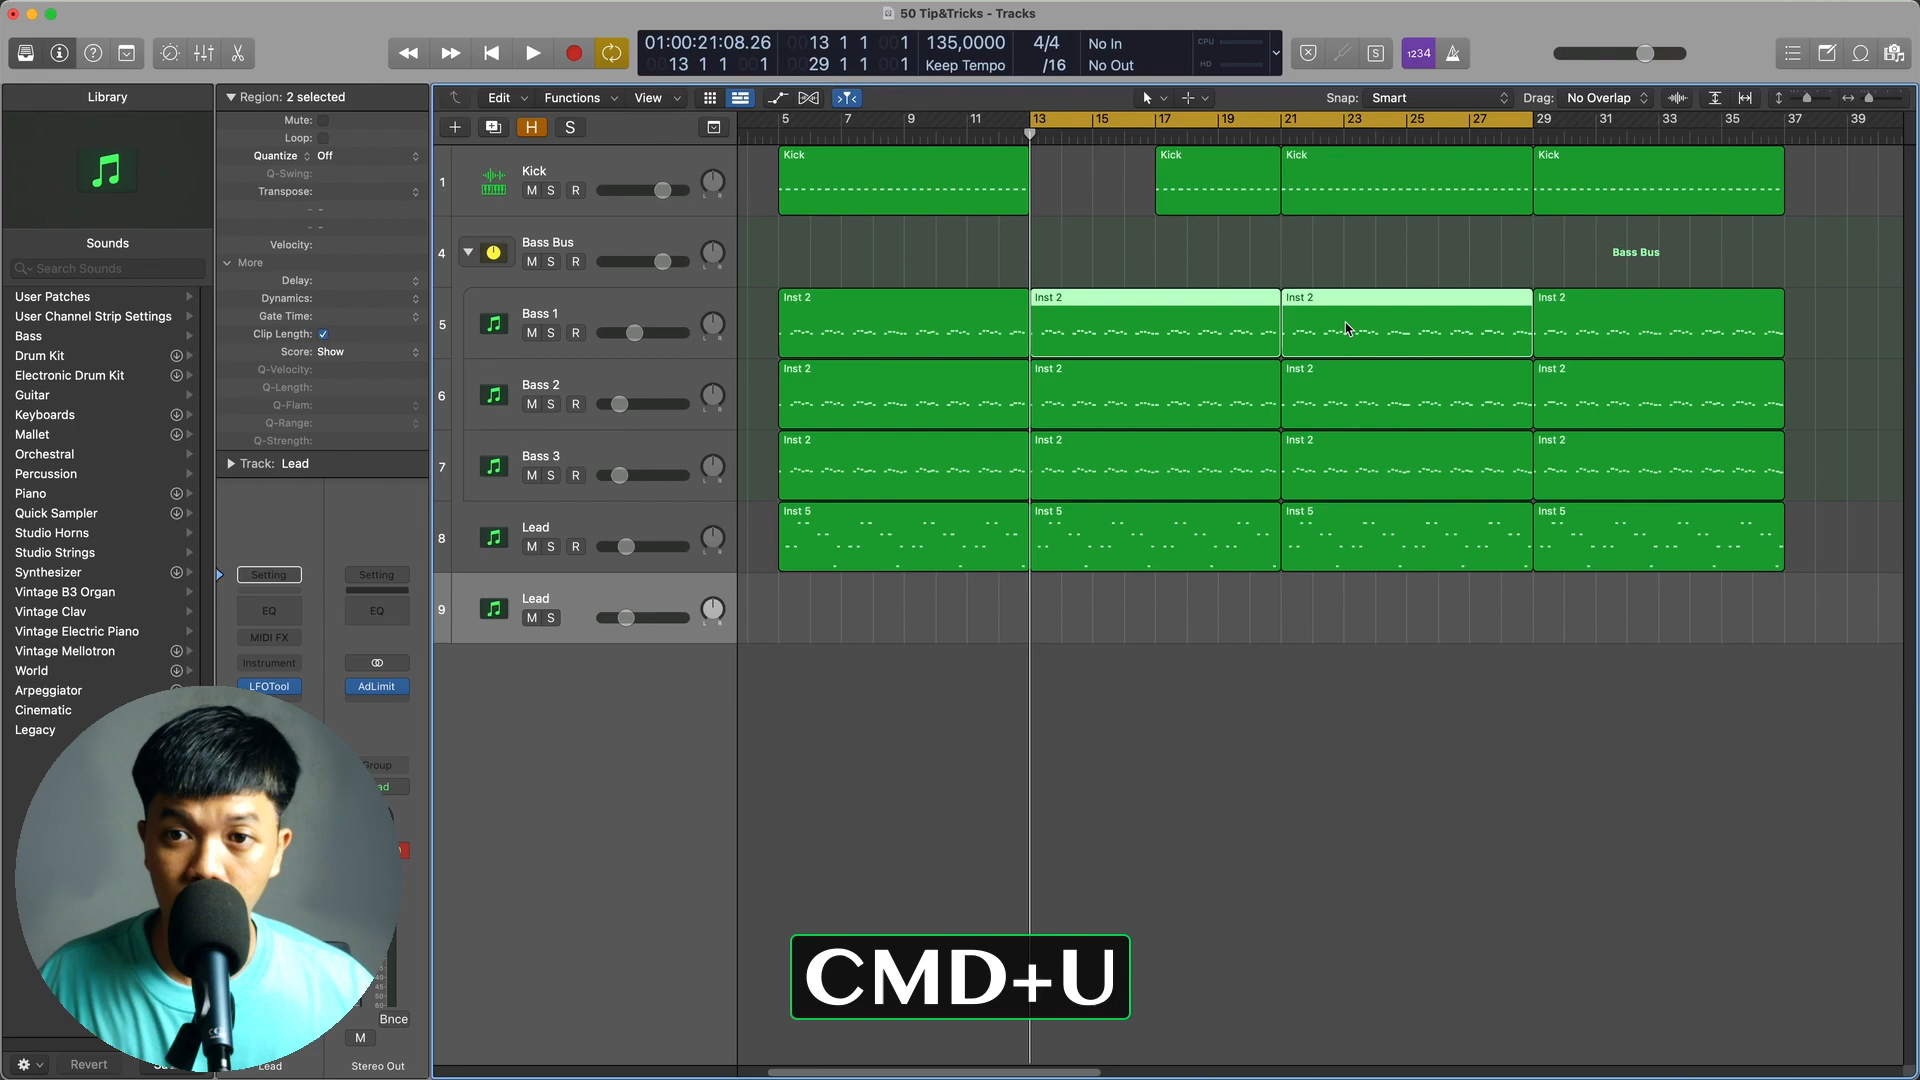 50 Tip&Tricks - Tracks
01:00:21:08.26
0013 1 1 001
135,0000
4/4
No In
CPU
13 1 1 001
0029 1 1 001
Keep Tempo
/16
No Out
HD
1234
Library
Region: 2 selected
Edit
Functions
View
Snap: Smart
Drag: No Overlap
Mute:
Loop:
Quantize Off
Q-Swing:
Transpose:
Velocity:
More
Delay:
Dynamics:
Gate Time:
Clip Length:
Score: Show
Q-Velocity:
Q-Length:
Q-Flam:
Q-Range:
Q-Strength:
Track: Lead
Sounds
Search Sounds
User Patches
User Channel Strip Settings
Bass
Drum Kit
Electronic Drum Kit
Guitar
Keyboards
Mallet
Orchestral
Percussion
Piano
Quick Sampler
Studio Horns
Studio Strings
Synthesizer
Vintage B3 Organ
Vintage Clav
Vintage Electric Piano
Vintage Mellotron
World
Arpeggiator
Cinematic
Legacy
Setting
Setting
EQ
EQ
MIDI FX
Instrument
LFOTool
AdLimit
Group
Bnce
M
Revert
Lead
Stereo Out
H
S
5 7 9 11 13 15 17 19 21 23 25 27 29 31 33 35 37 39
1
Kick
M S R
L R
Kick
Kick
Kick
Kick
4
Bass Bus
M S R
L R
Bass Bus
5
Bass 1
M S R
L R
Inst 2
Inst 2
Inst 2
Inst 2
6
Bass 2
M S R
L R
Inst 2
Inst 2
Inst 2
Inst 2
7
Bass 3
M S R
L R
Inst 2
Inst 2
Inst 2
Inst 2
8
Lead
M S R
L R
Inst 5
Inst 5
Inst 5
Inst 5
9
Lead
M S
L R
CMD+U